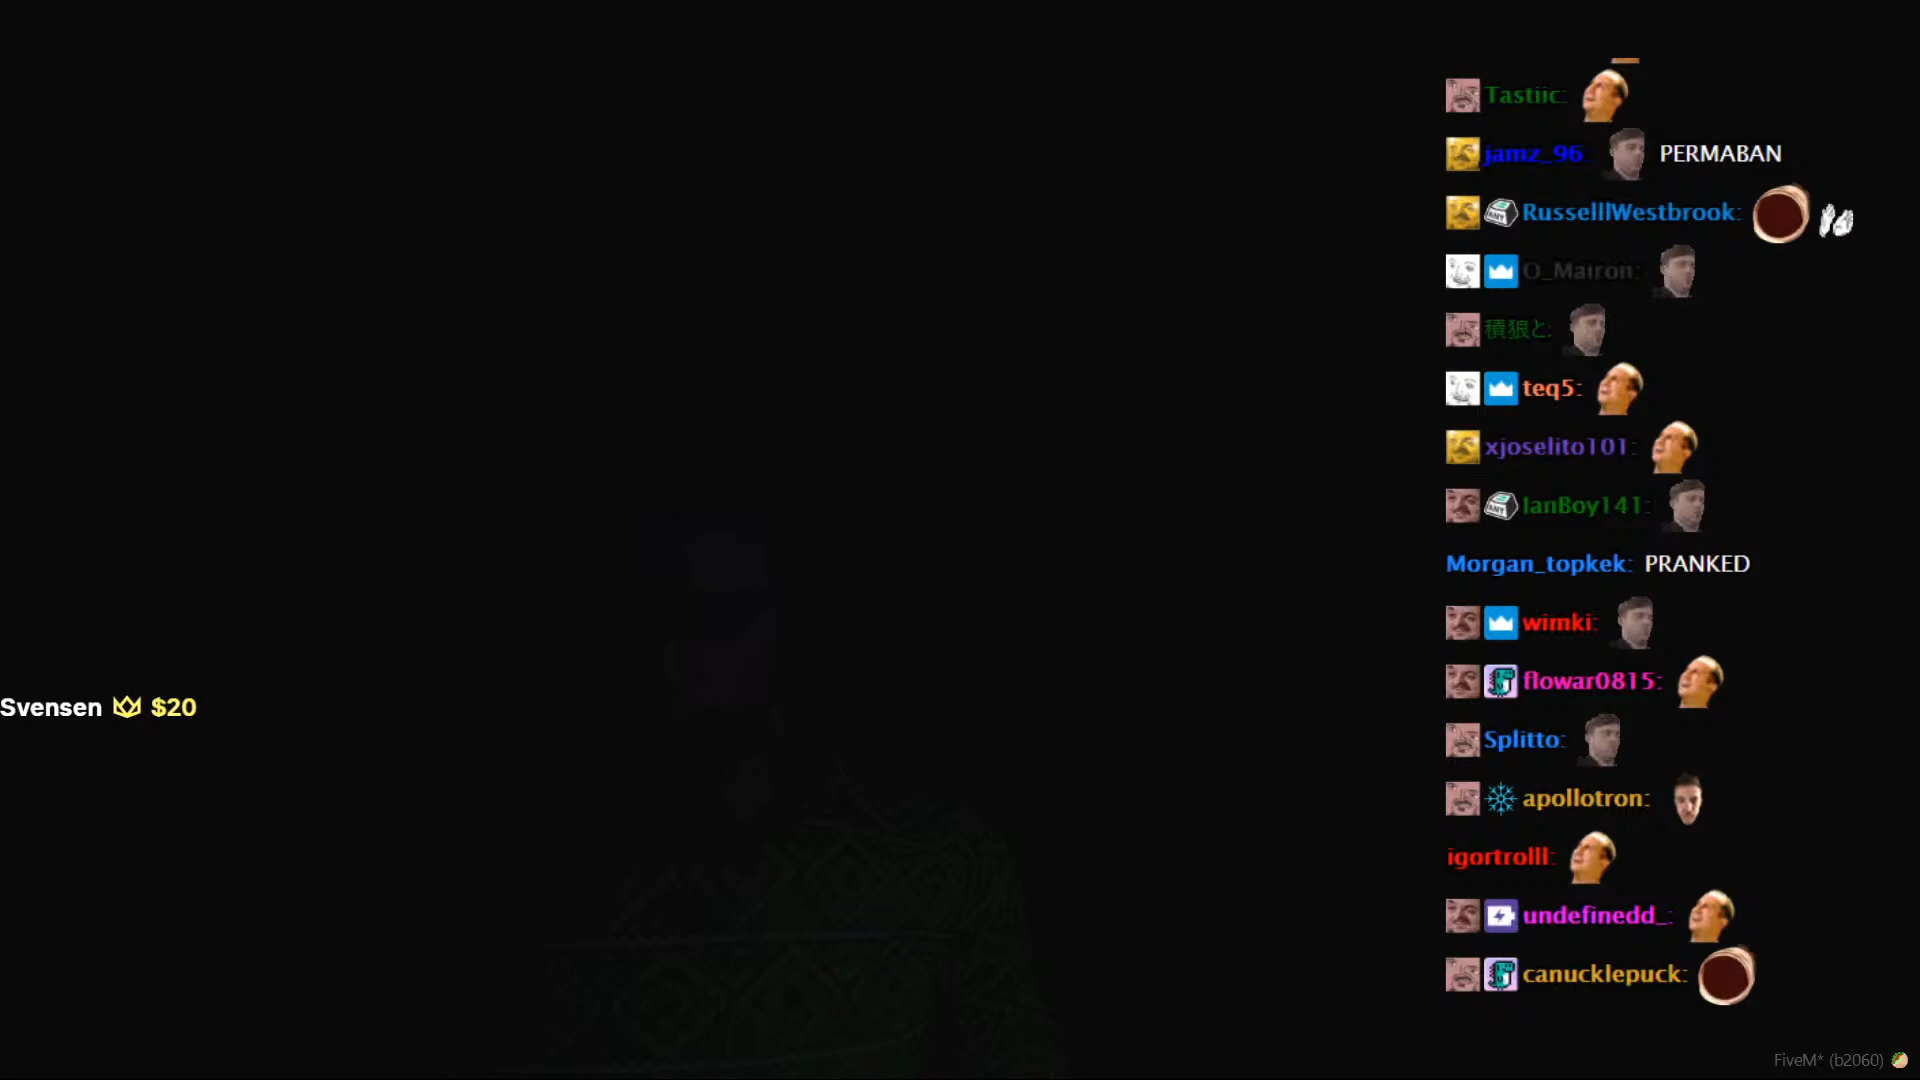 Tastiic:
jamz_96: PERMABAN
RusselllWestbrook:
O_Mairon:
積狼と:
teq5:
xjoselito101:
IanBoy141:
Morgan_topkek: PRANKED
wimki:
flowar0815:
Svensen $20
Splitto:
apollotron:
igortrolll:
undefinedd_:
canucklepuck:
FiveM* (b2060)